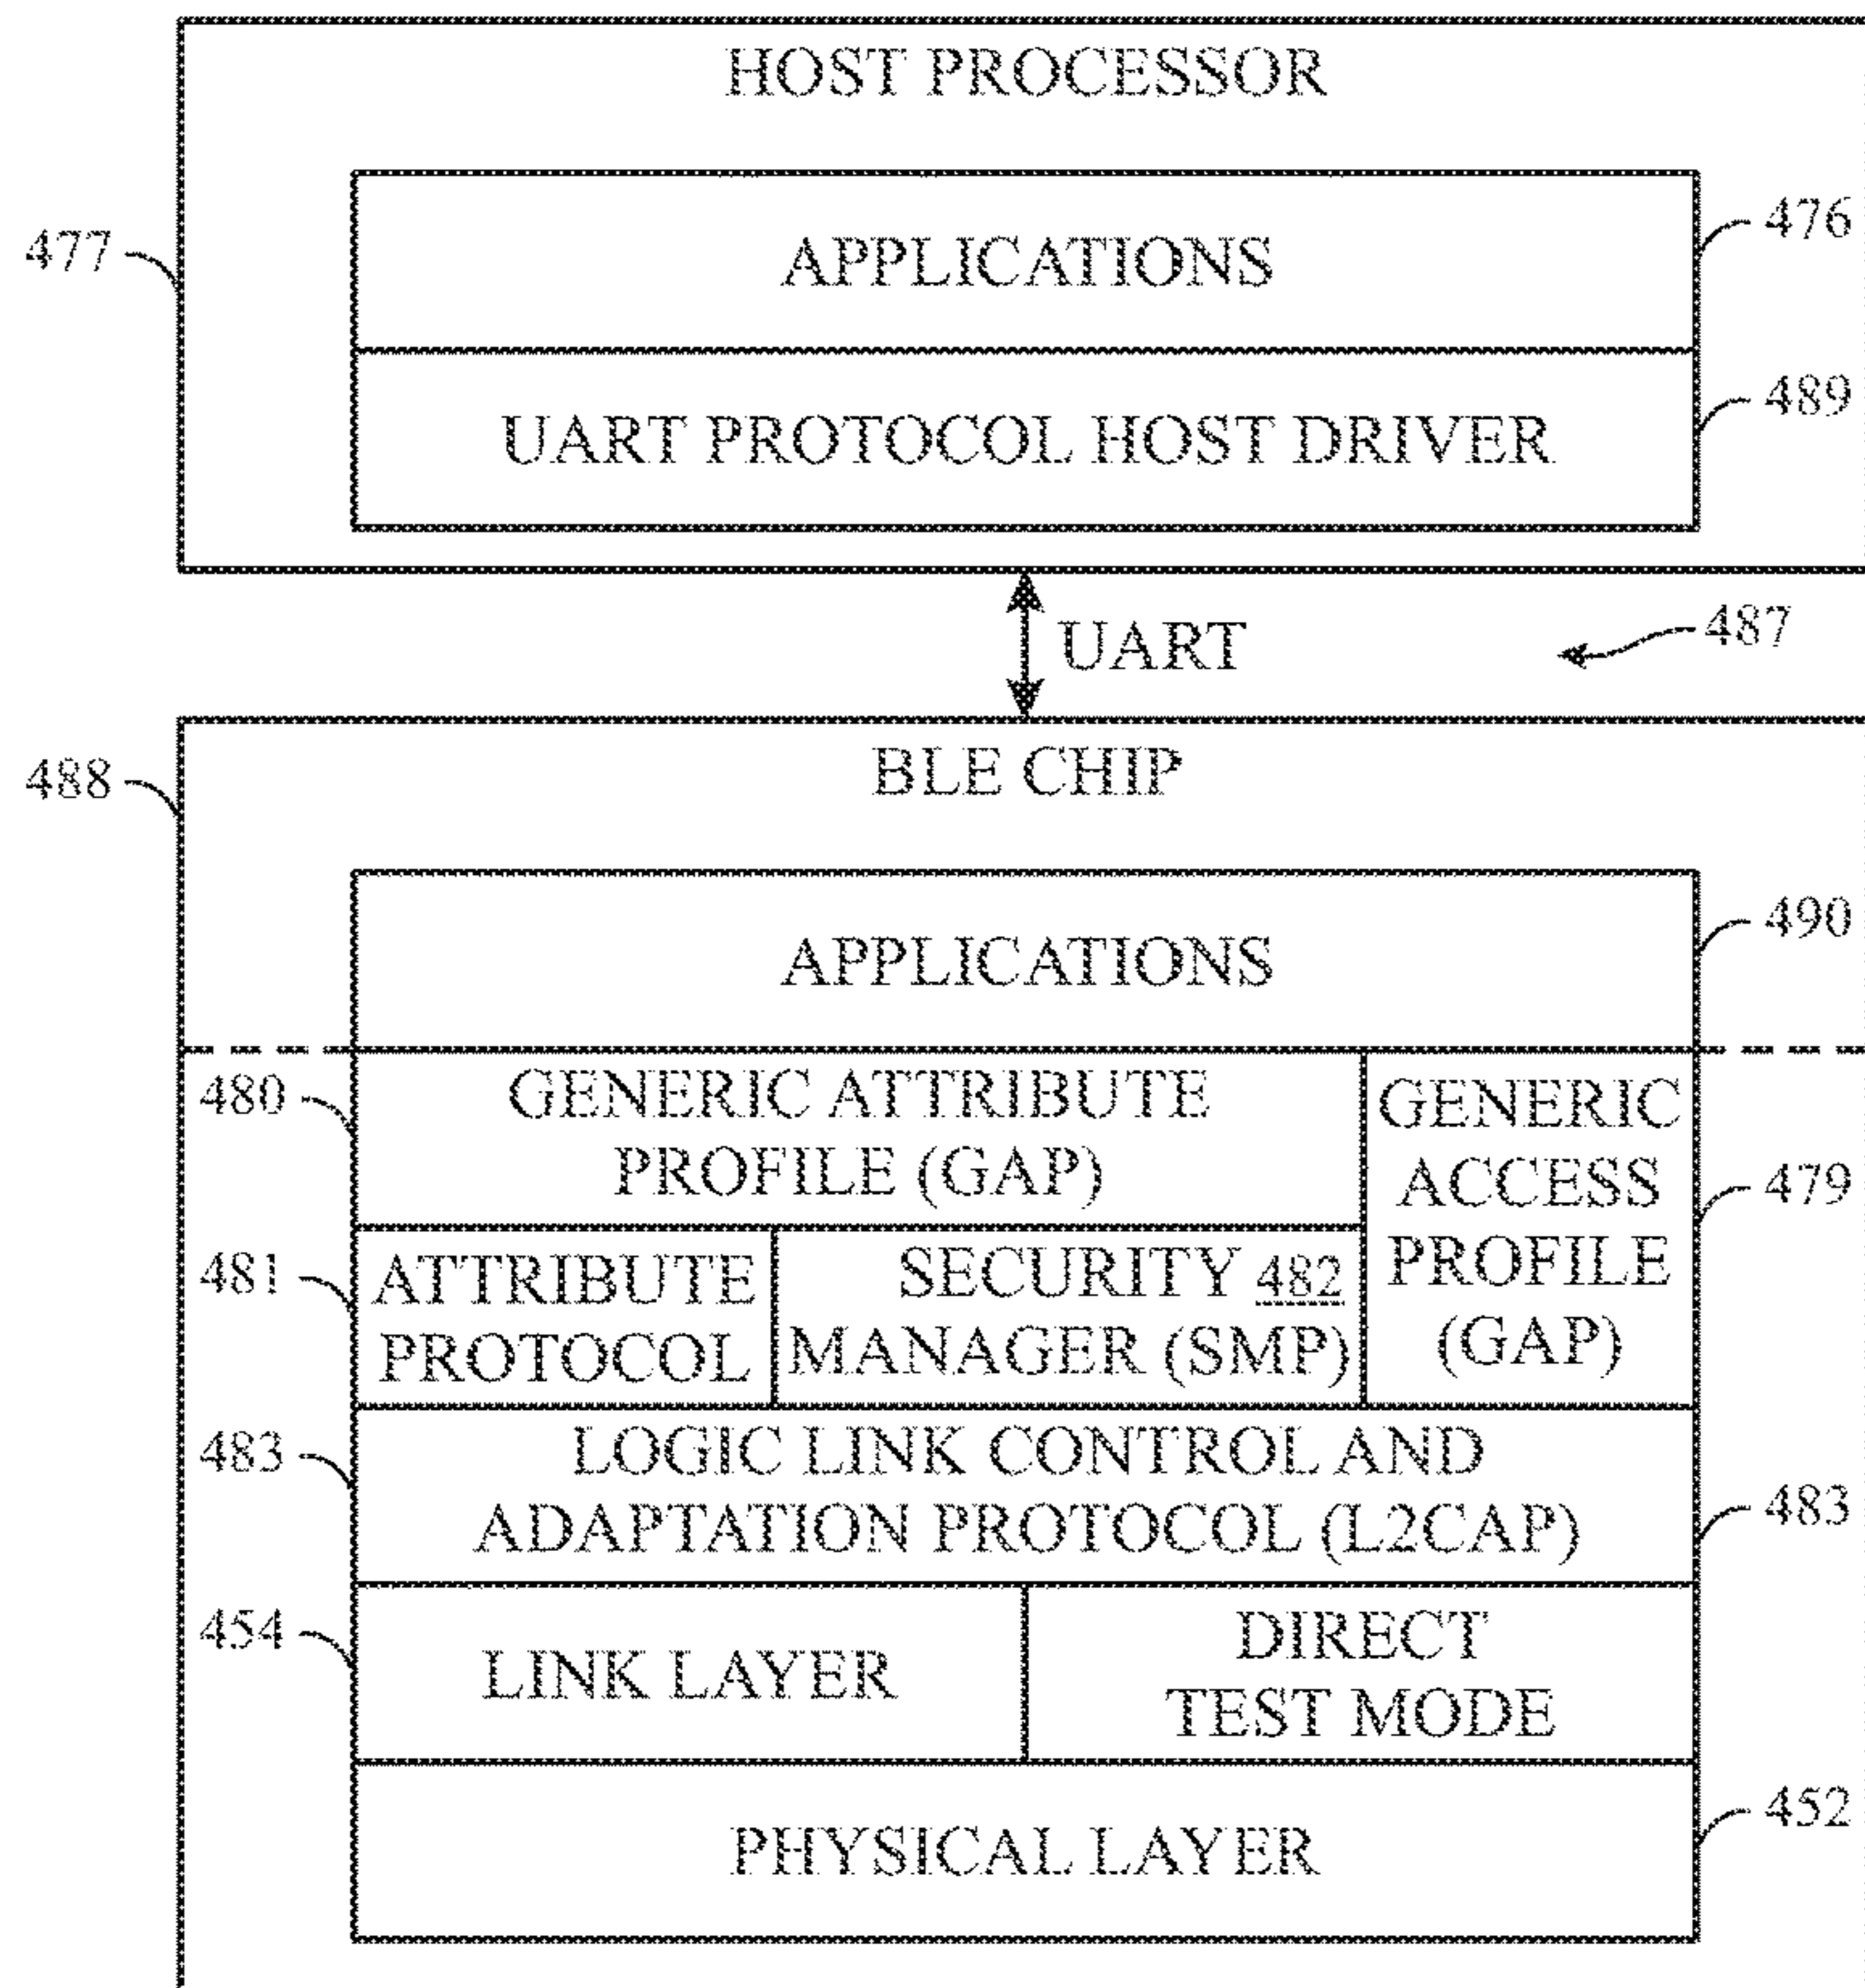 HOST PROCESSOR
477
APPLICATIONS
476
UART PROTOCOL HOST DRIVER
489
UART
487
488
BLE CHIP
APPLICATIONS
490
480
GENERIC ATTRIBUTE
PROFILE (GAP)
GENERIC
ACCESS
PROFILE
(GAP)
479
481
ATTRIBUTE
PROTOCOL
SECURITY 482
MANAGER (SMP)
483
LOGIC LINK CONTROL AND
ADAPTATION PROTOCOL (L2CAP)
483
454
LINK LAYER
DIRECT
TEST MODE
PHYSICAL LAYER
452